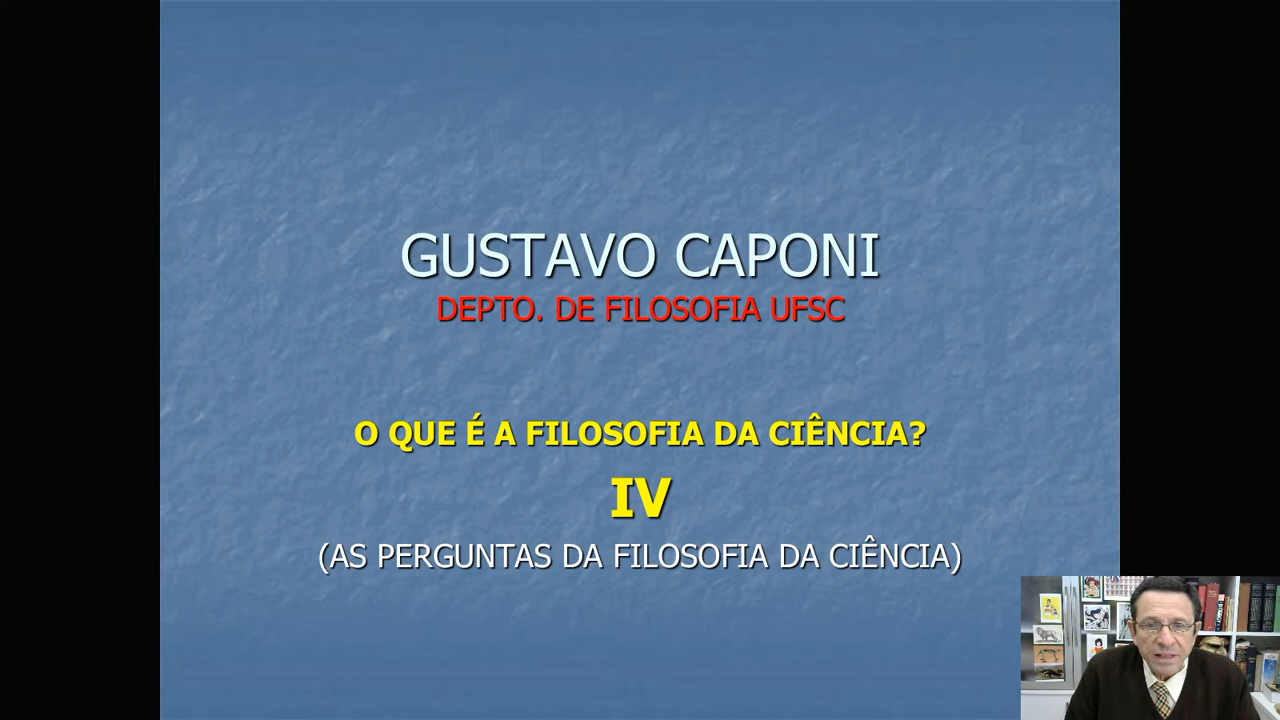 GUSTAVO CAPONI
DEPTO. DE FILOSOFIA UFSC
O QUE É A FILOSOFIA DA CIÊNCIA?
IV
(AS PERGUNTAS DA FILOSOFIA DA CIÊNCIA)